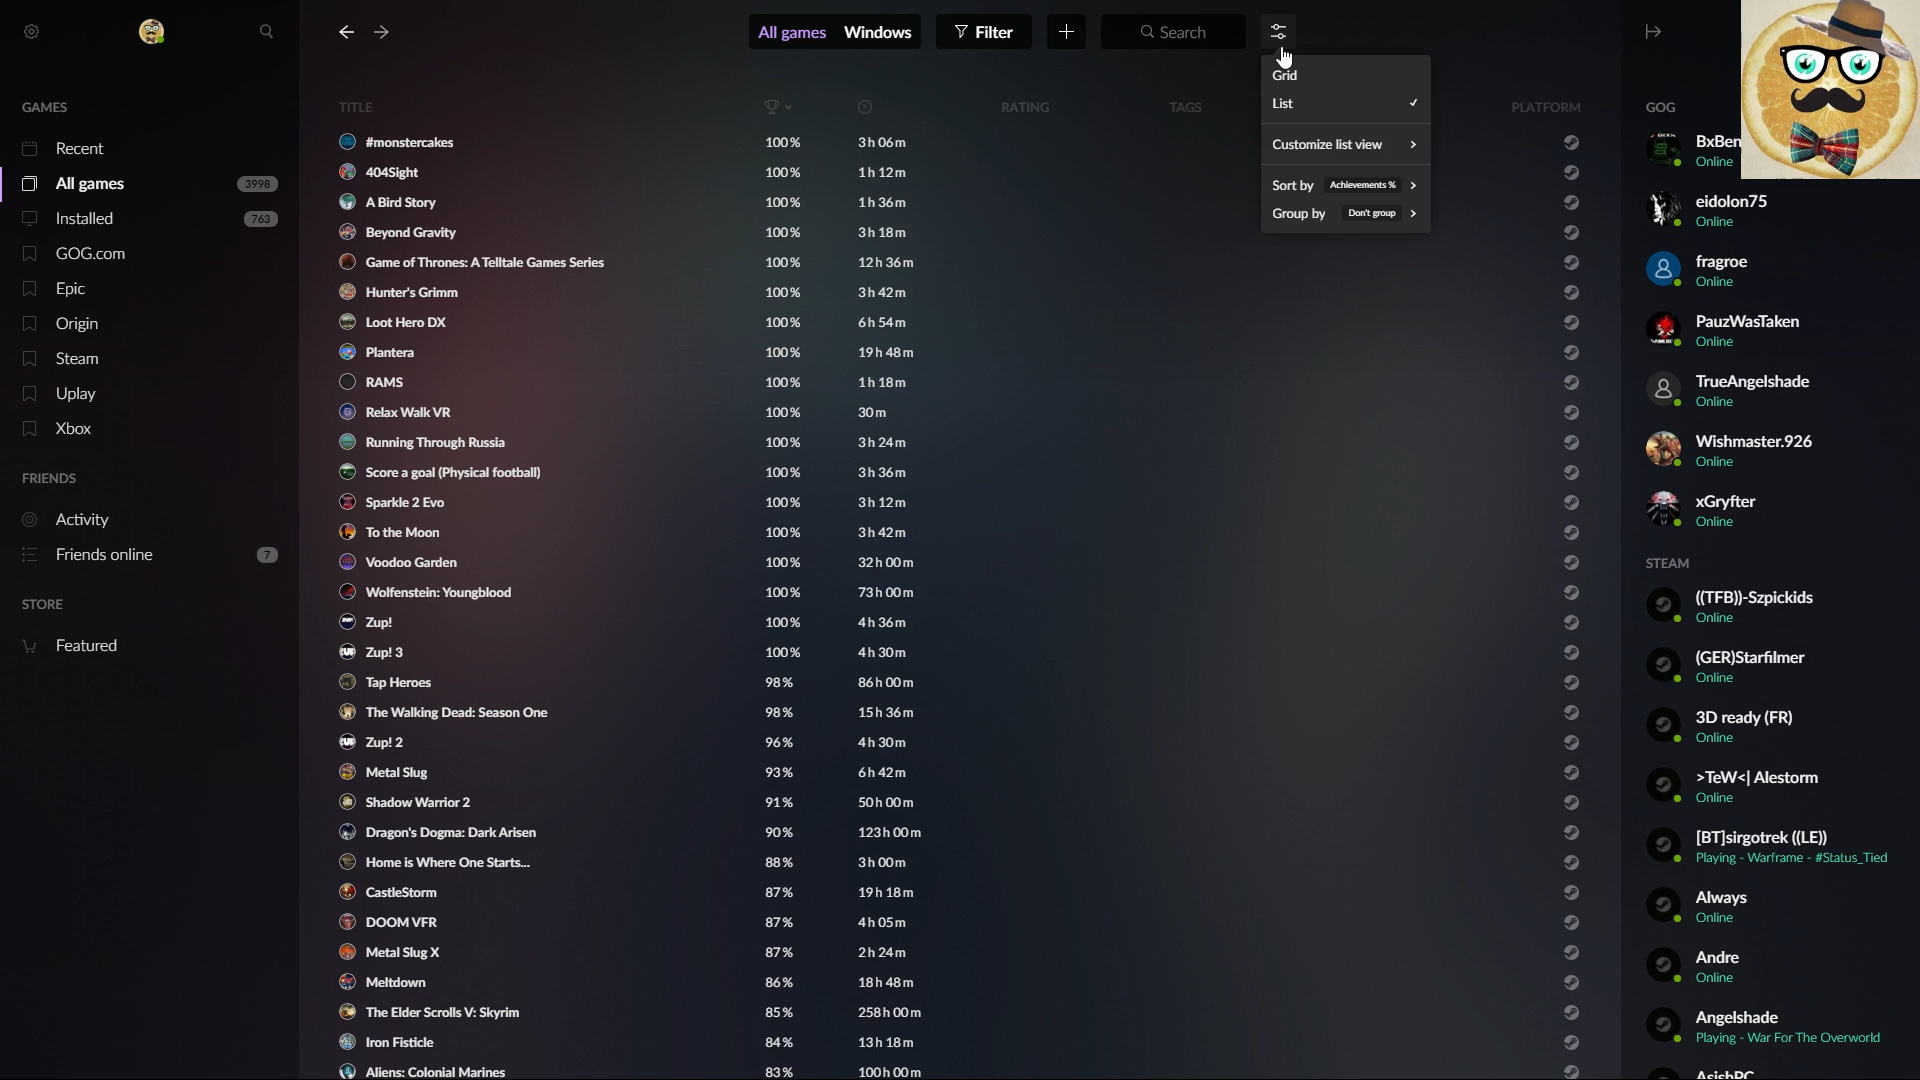 All games Windows Filter Search
Grid
List
Customize list view
Sort by Achievements %
Group by Don't group
GAMES
Recent
All games 3998
Installed 763
GOG.com
Epic
Origin
Steam
Uplay
Xbox
FRIENDS
Activity
Friends online 7
STORE
Featured
TITLE RATING TAGS PLATFORM
#monstercakes 100% 3h 06m
404Sight 100% 1h 12m
A Bird Story 100% 1h 36m
Beyond Gravity 100% 3h 18m
Game of Thrones: A Telltale Games Series 100% 12h 36m
Hunter's Grimm 100% 3h 42m
Loot Hero DX 100% 6h 54m
Plantera 100% 19h 48m
RAMS 100% 1h 18m
Relax Walk VR 100% 30m
Running Through Russia 100% 3h 24m
Score a goal (Physical football) 100% 3h 36m
Sparkle 2 Evo 100% 3h 12m
To the Moon 100% 3h 42m
Voodoo Garden 100% 32h 00m
Wolfenstein: Youngblood 100% 73h 00m
Zup! 100% 4h 36m
Zup! 3 100% 4h 30m
Tap Heroes 98% 86h 00m
The Walking Dead: Season One 98% 15h 36m
Zup! 2 96% 4h 30m
Metal Slug 93% 6h 42m
Shadow Warrior 2 91% 50h 00m
Dragon's Dogma: Dark Arisen 90% 123h 00m
Home is Where One Starts... 88% 3h 00m
CastleStorm 87% 19h 18m
DOOM VFR 87% 4h 05m
Metal Slug X 87% 2h 24m
Meltdown 86% 18h 48m
The Elder Scrolls V: Skyrim 85% 258h 00m
Iron Fisticle 84% 13h 18m
Aliens: Colonial Marines 83% 100h 00m
GOG
BxBen
Online
eidolon75
Online
fragroe
Online
PauzWasTaken
Online
TrueAngelshade
Online
Wishmaster.926
Online
xGryfter
Online
STEAM
((TFB))-Szpickids
Online
(GER)Starfilmer
Online
3D ready (FR)
Online
>TeW<| Alestorm
Online
[BT]sirgotrek ((LE))
Playing - Warframe - #Status_Tied
Always
Online
Andre
Online
Angelshade
Playing - War For The Overworld
AsishPC